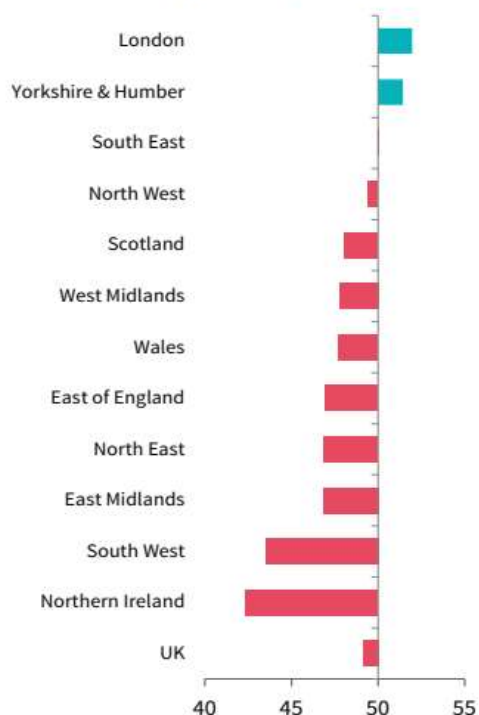 London
Yorkshire & Humber
South East
North West
Scotland
West Midlands
Wales
East of England
North East
East Midlands
South West
Northern Ireland
UK
40 45 50 55